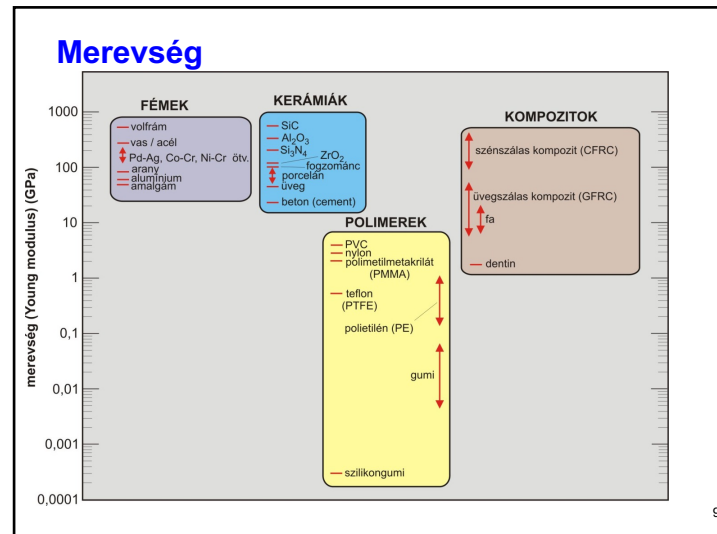 Merevség
FÉMEK
KERÁMIÁK
KOMPOZITOK
POLIMEREK
merevség (Young modulus) (GPa)
1000
100
10
1
0,1
0,01
0,001
0,0001
volfrám
vas / acél
Pd-Ag, Co-Cr, Ni-Cr ötv.
arany
alumínium
amalgám
SiC
Al₂O₃
Si₃N₄
ZrO₂
fogzománc
porcelán
üveg
beton (cement)
PVC
nylon
polimetilmetakrilát
(PMMA)
teflon
(PTFE)
polietilén (PE)
gumi
szilikongumi
szénszálas kompozit (CFRC)
üvegszálas kompozit (GFRC)
fa
dentin
9